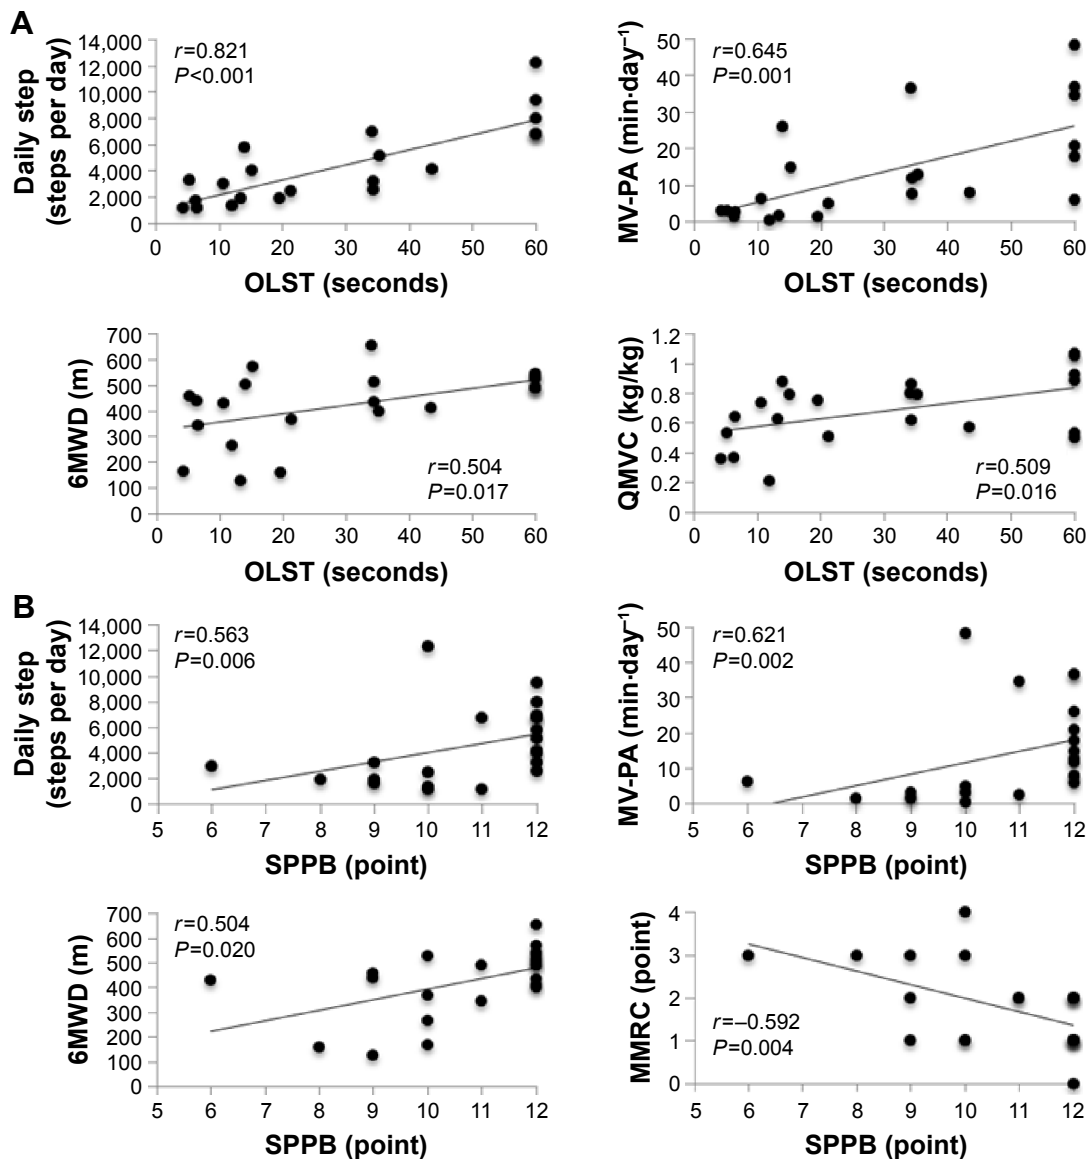 A
Daily step
(steps per day)
14,000
12,000
10,000
8,000
6,000
4,000
2,000
0
r=0.821
P<0.001
0 10 20 30 40 50 60
OLST (seconds)
MV-PA (min·day⁻¹)
50
40
30
20
10
0
r=0.645
P=0.001
0 10 20 30 40 50 60
OLST (seconds)
6MWD (m)
700
600
500
400
300
200
100
0
r=0.504
P=0.017
0 10 20 30 40 50 60
OLST (seconds)
QMVC (kg/kg)
1.2
1
0.8
0.6
0.4
0.2
0
r=0.509
P=0.016
0 10 20 30 40 50 60
OLST (seconds)
B
Daily step
(steps per day)
14,000
12,000
10,000
8,000
6,000
4,000
2,000
0
r=0.563
P=0.006
5 6 7 8 9 10 11 12
SPPB (point)
MV-PA (min·day⁻¹)
50
40
30
20
10
0
r=0.621
P=0.002
5 6 7 8 9 10 11 12
SPPB (point)
6MWD (m)
700
600
500
400
300
200
100
0
r=0.504
P=0.020
5 6 7 8 9 10 11 12
SPPB (point)
MMRC (point)
4
3
2
1
0
r=–0.592
P=0.004
5 6 7 8 9 10 11 12
SPPB (point)